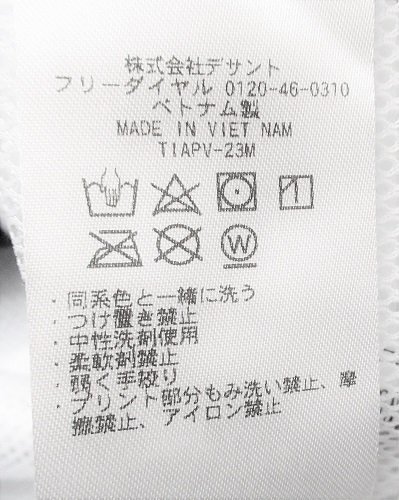 株式会社デサント
フリーダイヤル 0120-46-0310
ベトナム製
MADE IN VIET NAM
TIAPV-23M
W
・同系色と一緒に洗う
・つけ置き禁止
・中性洗剤使用
・柔軟剤禁止
・弱く手絞り
・プリント部分もみ洗い禁止、摩
擦禁止、アイロン禁止